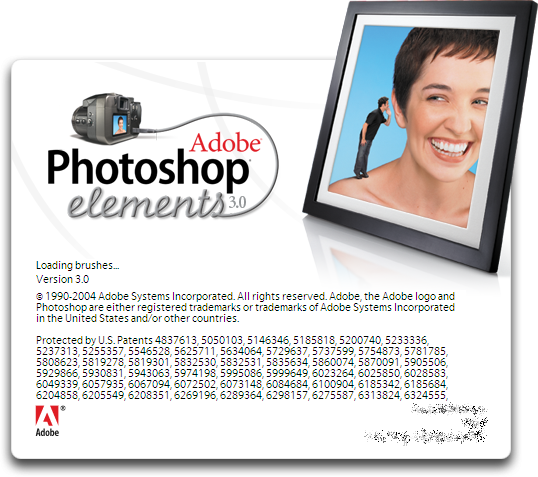 Adobe®
Photoshop®
elements 3.0
Loading brushes...
Version 3.0
© 1990-2004 Adobe Systems Incorporated. All rights reserved. Adobe, the Adobe logo and
Photoshop are either registered trademarks or trademarks of Adobe Systems Incorporated
in the United States and/or other countries.
Protected by U.S. Patents 4837613, 5050103, 5146346, 5185818, 5200740, 5233336,
5237313, 5255357, 5546528, 5625711, 5634064, 5729637, 5737599, 5754873, 5781785,
5808623, 5819278, 5819301, 5832530, 5832531, 5835634, 5860074, 5870091, 5905506,
5929866, 5930831, 5943063, 5974198, 5995086, 5999649, 6023264, 6025850, 6028583,
6049339, 6057935, 6067094, 6072502, 6073148, 6084684, 6100904, 6185342, 6185684,
6204858, 6205549, 6208351, 6269196, 6289364, 6298157, 6275587, 6313824, 6324555,
®
Adobe